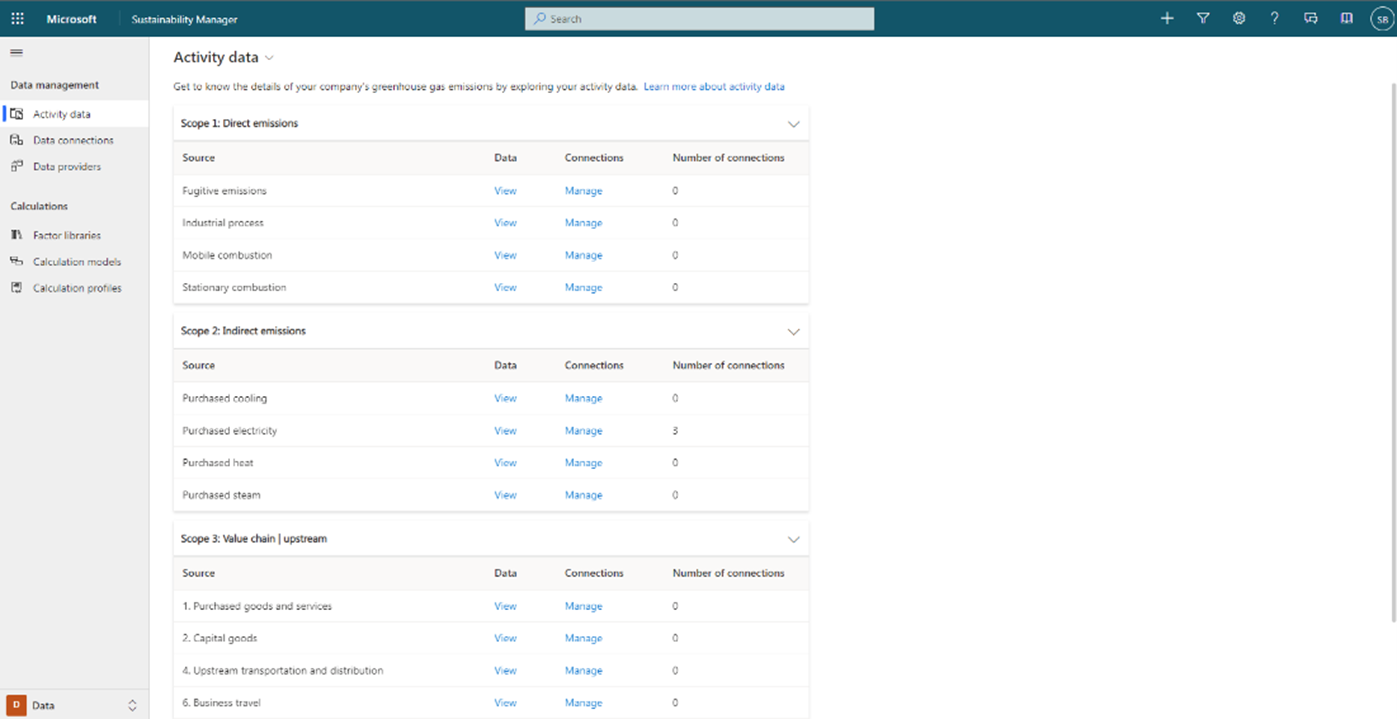 Microsoft Sustainability Manager Search SB
Activity data
Get to know the details of your company's greenhouse gas emissions by exploring your activity data. Learn more about activity data
Data management
Activity data
Data connections
Data providers
Calculations
Factor libraries
Calculation models
Calculation profiles
D Data
Scope 1: Direct emissions
Source Data Connections Number of connections
Fugitive emissions View Manage 0
Industrial process View Manage 0
Mobile combustion View Manage 0
Stationary combustion View Manage 0
Scope 2: Indirect emissions
Source Data Connections Number of connections
Purchased cooling View Manage 0
Purchased electricity View Manage 3
Purchased heat View Manage 0
Purchased steam View Manage 0
Scope 3: Value chain | upstream
Source Data Connections Number of connections
1. Purchased goods and services View Manage 0
2. Capital goods View Manage 0
4. Upstream transportation and distribution View Manage 0
6. Business travel View Manage 0